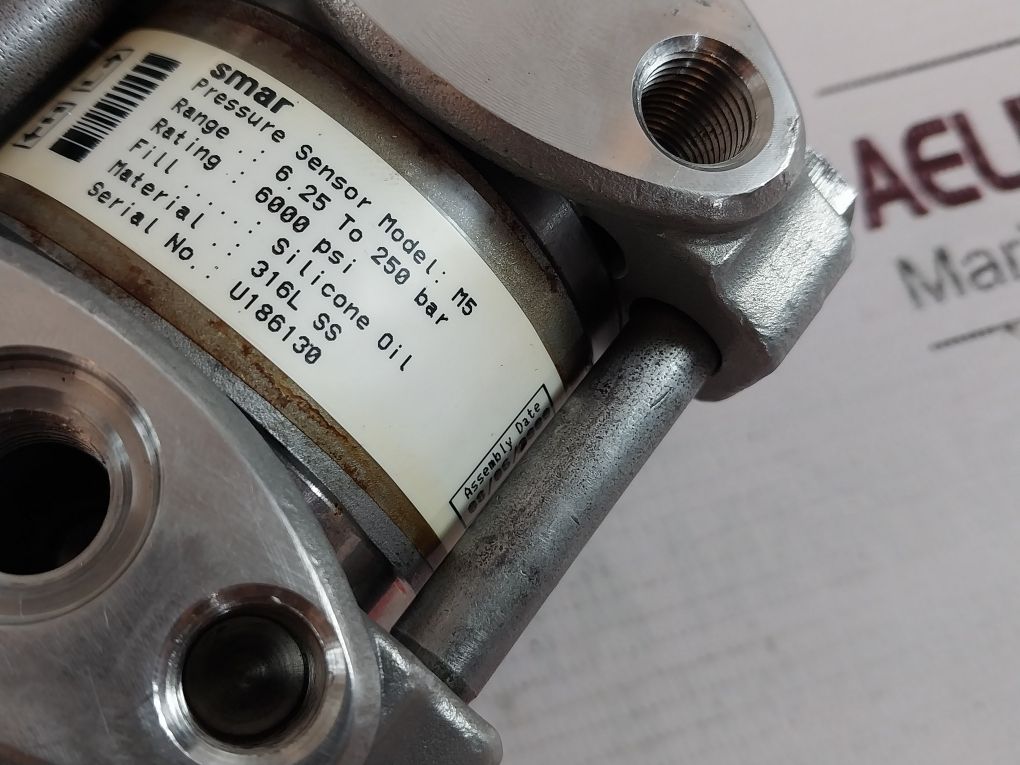 smar
Pressure Sensor Model: M5
Range .: 6.25 To 250 bar
Rating : 6000 psi
Fill ......: Silicone Oil
Material .: 316L SS
Serial No.: U186130
Assembly Date
AEL
Mar